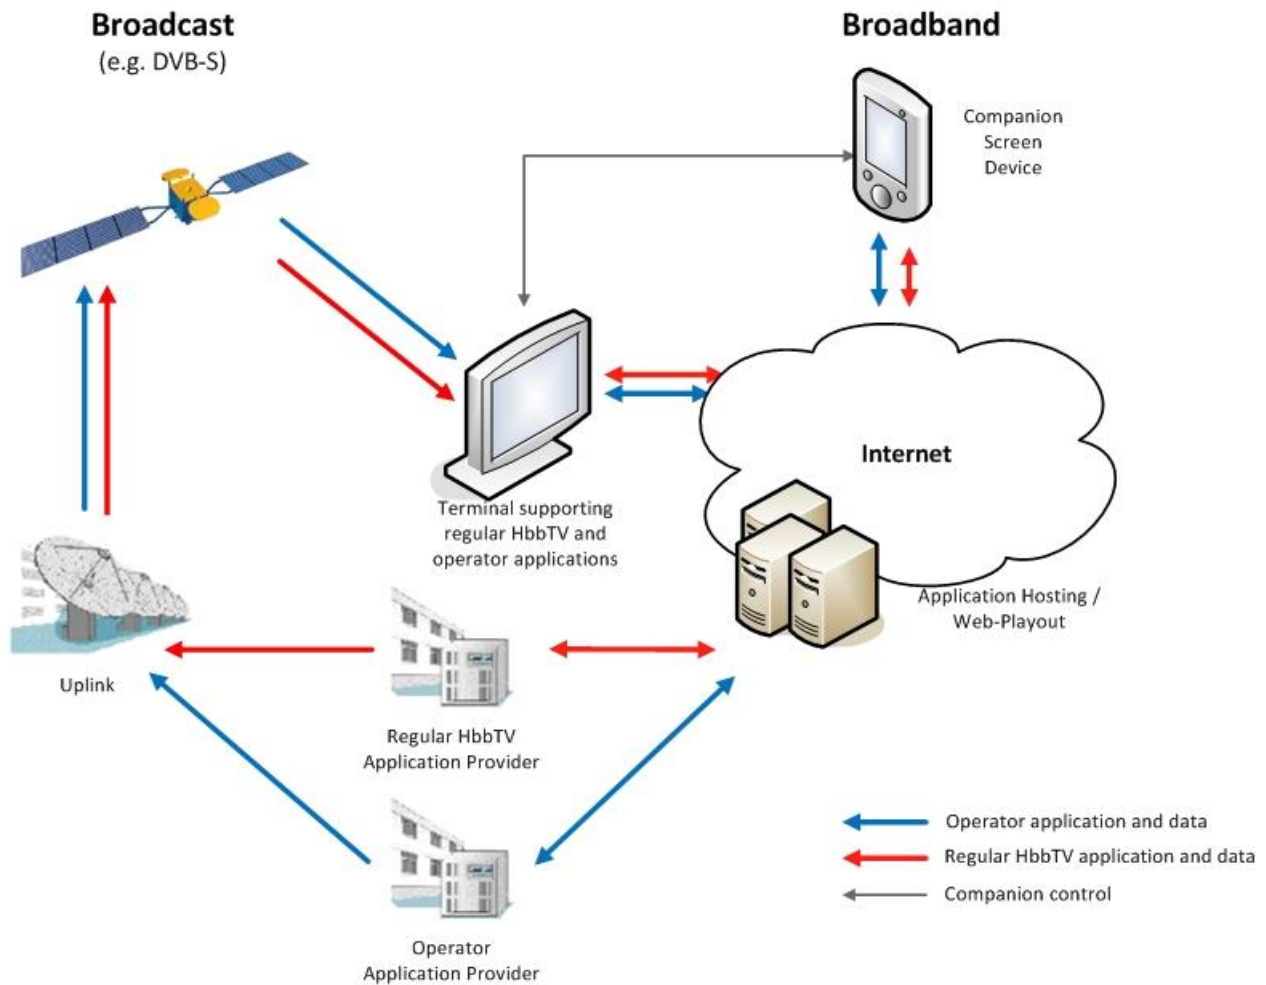 Broadcast
(e.g. DVB-S)
Broadband
Companion
Screen
Device
Internet
Terminal supporting
regular HbbTV and
operator applications
Application Hosting /
Web-Playout
Uplink
Regular HbbTV
Application Provider
Operator
Application Provider
Operator application and data
Regular HbbTV application and data
Companion control